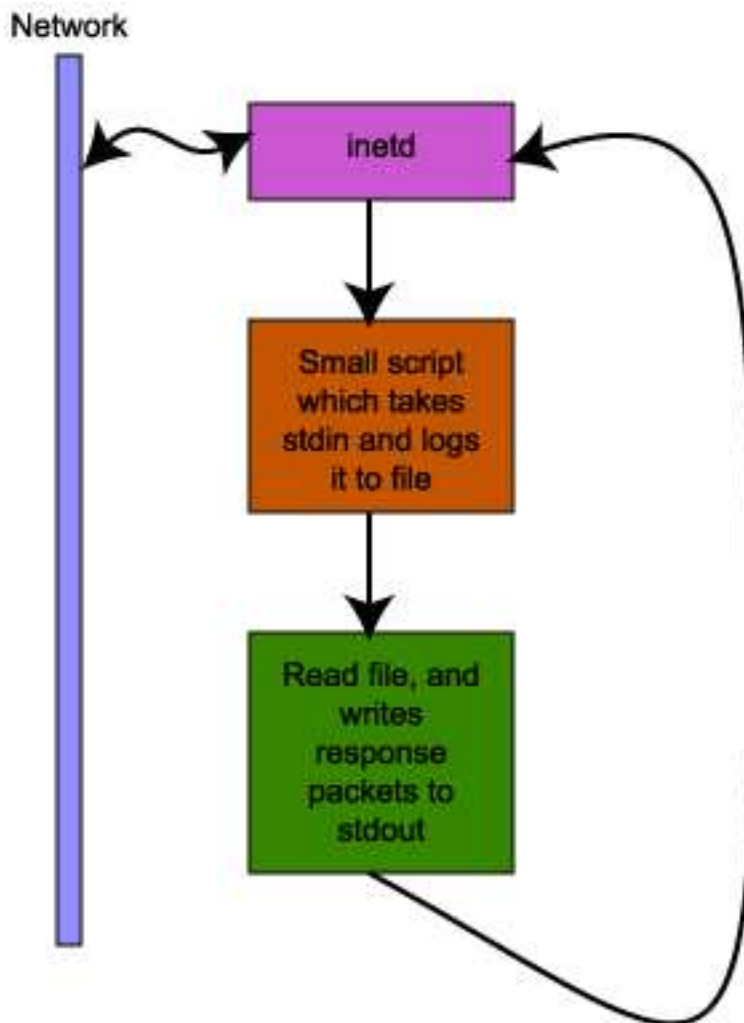 Network
inetd
Small script
which takes
stdin and logs
it to file
Read file, and
writes
response
packets to
stdout